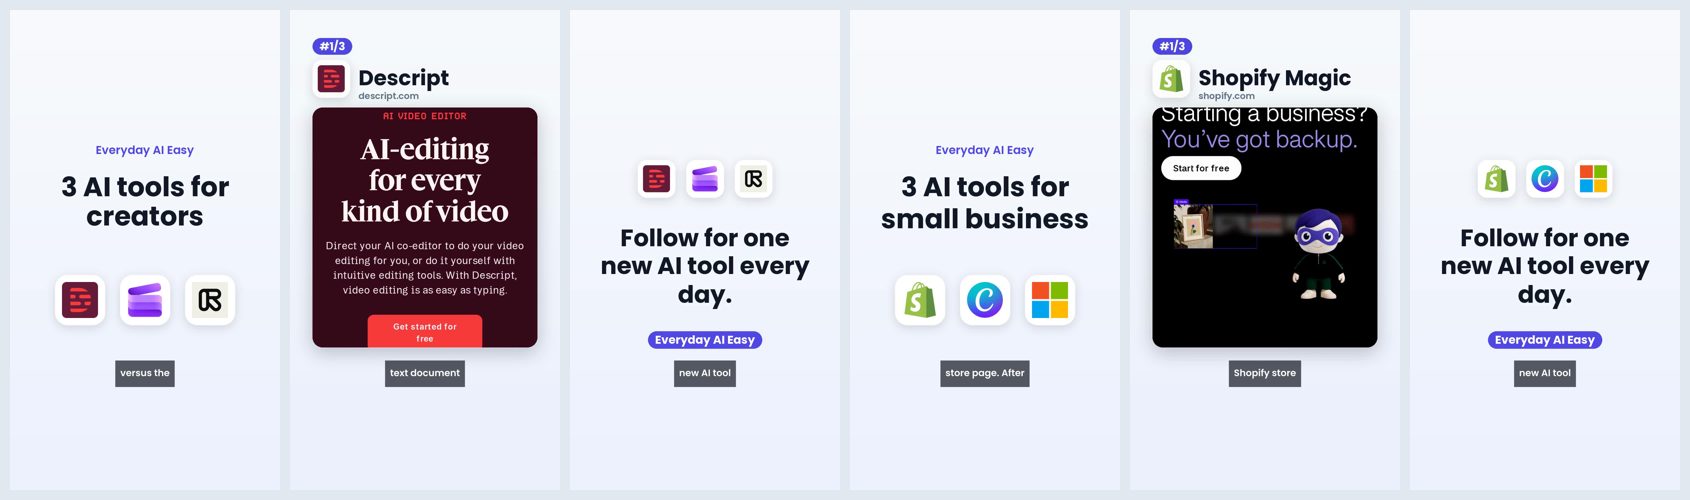 Everyday AI Easy
3 AI tools for
creators
versus the
#1/3
Descript
descript.com
AI VIDEO EDITOR
AI-editing
for every
kind of video
Direct your AI co-editor to do your video
editing for you, or do it yourself with
intuitive editing tools. With Descript,
video editing is as easy as typing.
Get started for
free
text document
Follow for one
new AI tool every
day.
Everyday AI Easy
new AI tool
Everyday AI Easy
3 AI tools for
small business
store page. After
#1/3
Shopify Magic
shopify.com
Starting a business?
You've got backup.
Start for free
Shopify store
Follow for one
new AI tool every
day.
Everyday AI Easy
new AI tool